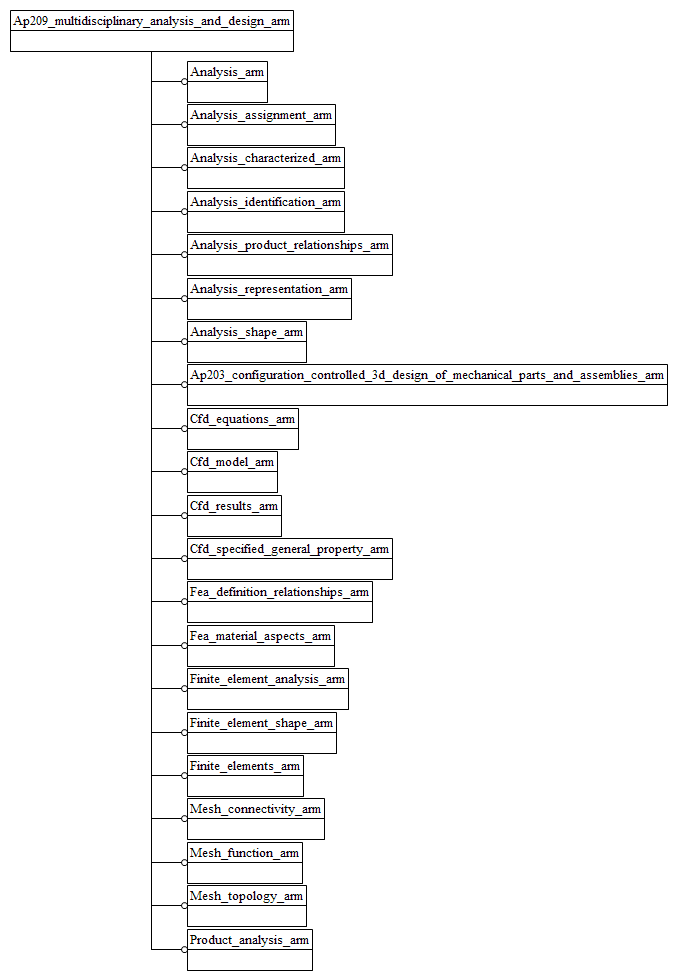 Ap209_multidisciplinary_analysis_and_design_arm
Analysis_arm
Analysis_assignment_arm
Analysis_characterized_arm
Analysis_identification_arm
Analysis_product_relationships_arm
Analysis_representation_arm
Analysis_shape_arm
Ap203_configuration_controlled_3d_design_of_mechanical_parts_and_assemblies_arm
Cfd_equations_arm
Cfd_model_arm
Cfd_results_arm
Cfd_specified_general_property_arm
Fea_definition_relationships_arm
Fea_material_aspects_arm
Finite_element_analysis_arm
Finite_element_shape_arm
Finite_elements_arm
Mesh_connectivity_arm
Mesh_function_arm
Mesh_topology_arm
Product_analysis_arm